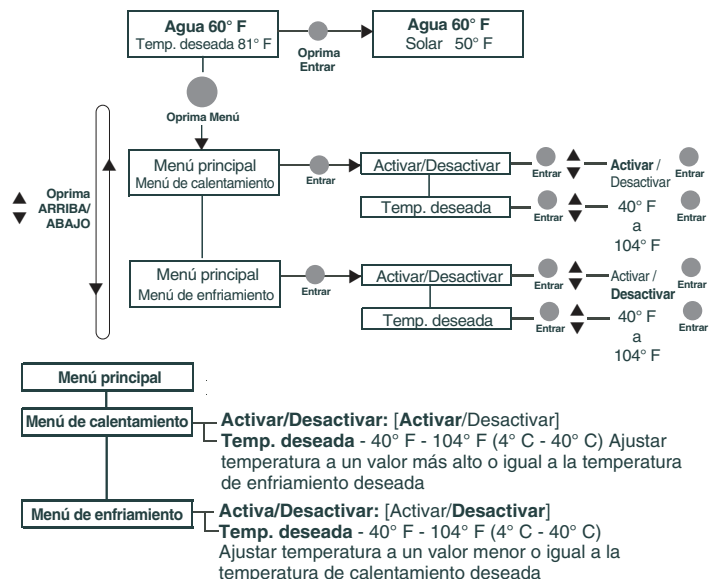 Agua 60° F
Temp. deseada 81° F
Oprima
Entrar
Agua 60° F
Solar 50° F
Oprima Menú
Oprima
ARRIBA/
ABAJO
Menú principal
Menú de calentamiento
Entrar
Activar/Desactivar
Entrar
Activar /
Desactivar
Entrar
Temp. deseada
Entrar
40° F
a
104° F
Entrar
Menú principal
Menú de enfriamiento
Entrar
Activar/Desactivar
Entrar
Activar /
Desactivar
Entrar
Temp. deseada
Entrar
40° F
a
104° F
Entrar
Menú principal
Menú de calentamiento
Activar/Desactivar: [Activar/Desactivar]
Temp. deseada - 40° F - 104° F (4° C - 40° C) Ajustar
temperatura a un valor más alto o igual a la temperatura
de enfriamiento deseada
Menú de enfriamiento
Activa/Desactivar: [Activar/Desactivar]
Temp. deseada - 40° F - 104° F (4° C - 40° C)
Ajustar temperatura a un valor menor o igual a la
temperatura de calentamiento deseada